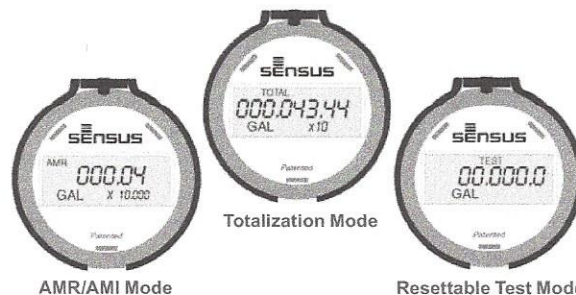 sensus
TOTAL
000.043.44
GAL x10
Patented
Totalization Mode
sensus
AMR
000.04
GAL X 10.000
Patented
AMR/AMI Mode
sensus
TEST
00.000.0
GAL
Patented
Resettable Test Mod